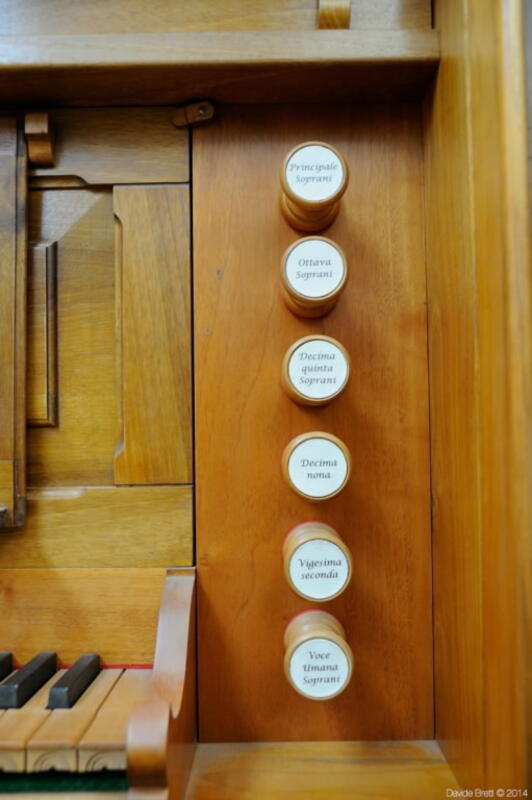 Principale
Soprani
Ottava
Soprani
Decima
quinta
Soprani
Decima
nona
Vigesima
seconda
Voce
Umana
Soprani
Davide Brett © 2014